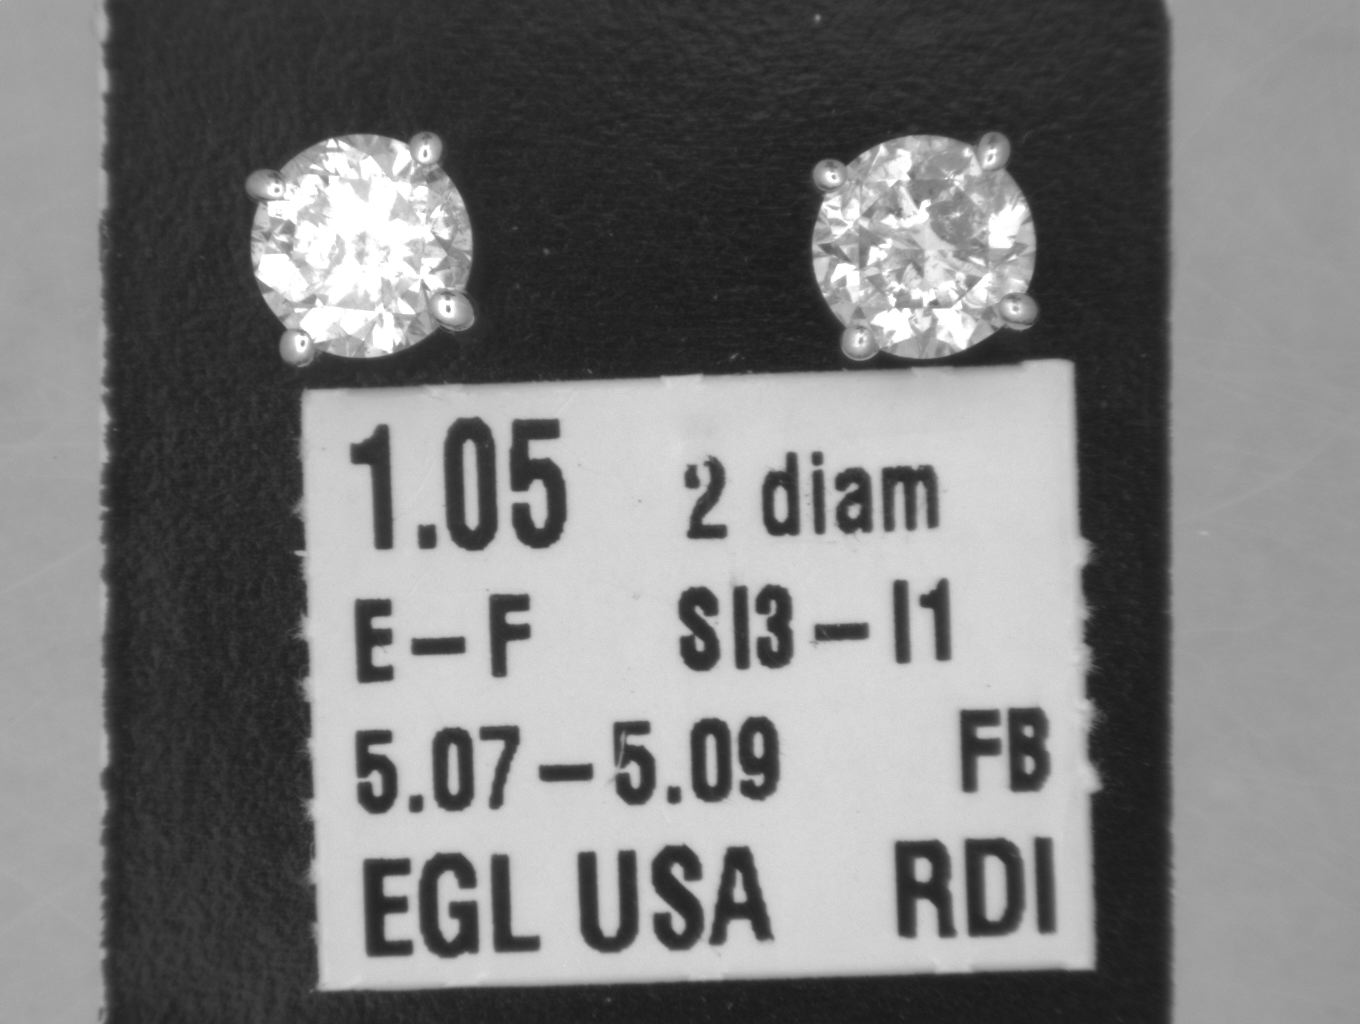 1.05 2 diam
E-F SI3-I1
5.07-5.09 FB
EGL USA RDI